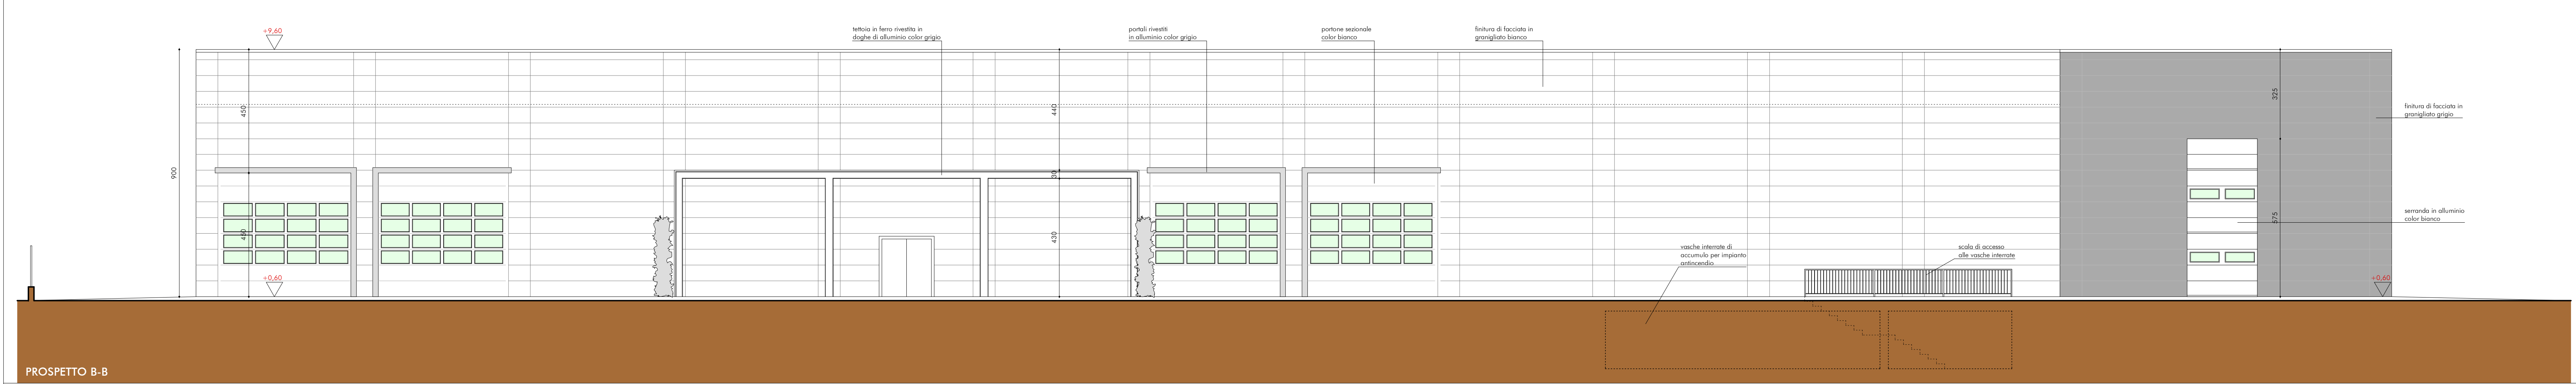 +9,60
tettoia in ferro rivestita in
doghe di alluminio color grigio
portali rivestiti
in alluminio color grigio
portone sezionale
color bianco
finitura di facciata in
granigliato bianco
450
440
325
finitura di facciata in
granigliato grigio
900
30
450
430
575
serranda in alluminio
color bianco
vasche interrate di
accumulo per impianto
antincendio
scala di accesso
alle vasche interrate
+0,60
+0,60
PROSPETTO B-B